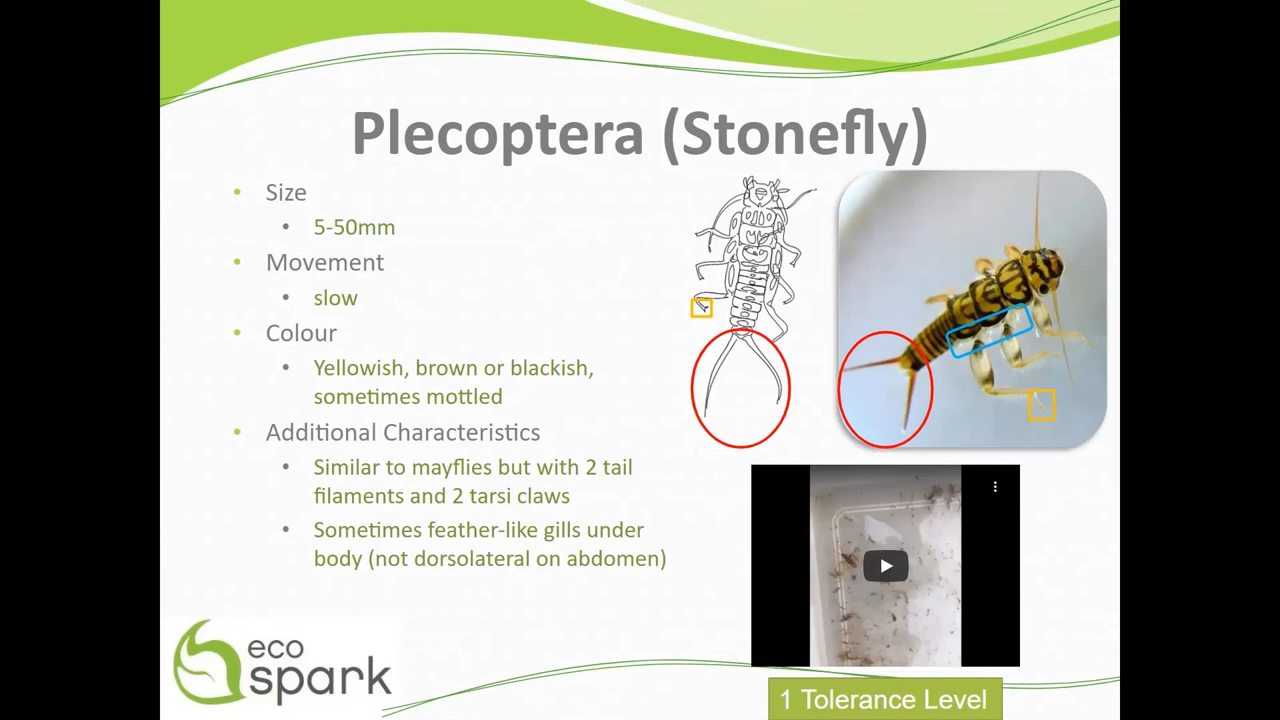 Plecoptera (Stonefly)
• Size
• 5-50mm
• Movement
• slow
• Colour
• Yellowish, brown or blackish,
sometimes mottled
• Additional Characteristics
• Similar to mayflies but with 2 tail
filaments and 2 tarsi claws
• Sometimes feather-like gills under
body (not dorsolateral on abdomen)
eco
spark
1 Tolerance Level